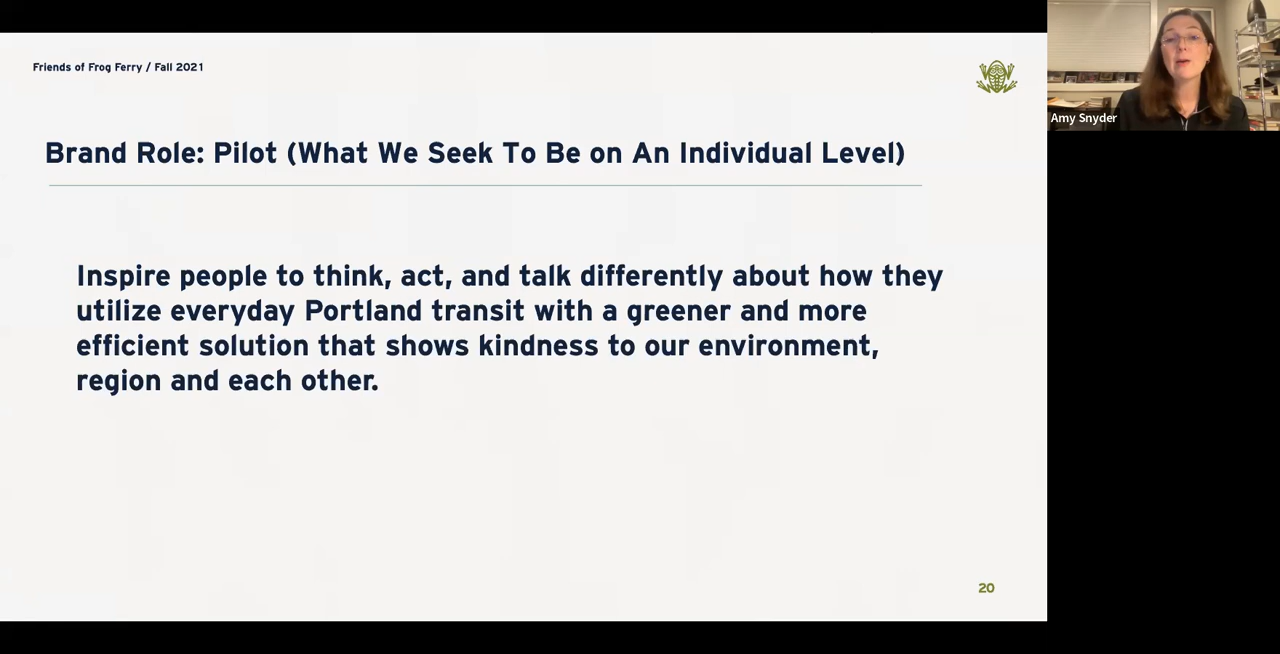 Friends of Frog Ferry / Fall 2021
Amy Snyder
Brand Role: Pilot (What We Seek To Be on An Individual Level)
Inspire people to think, act, and talk differently about how they
utilize everyday Portland transit with a greener and more
efficient solution that shows kindness to our environment,
region and each other.
20